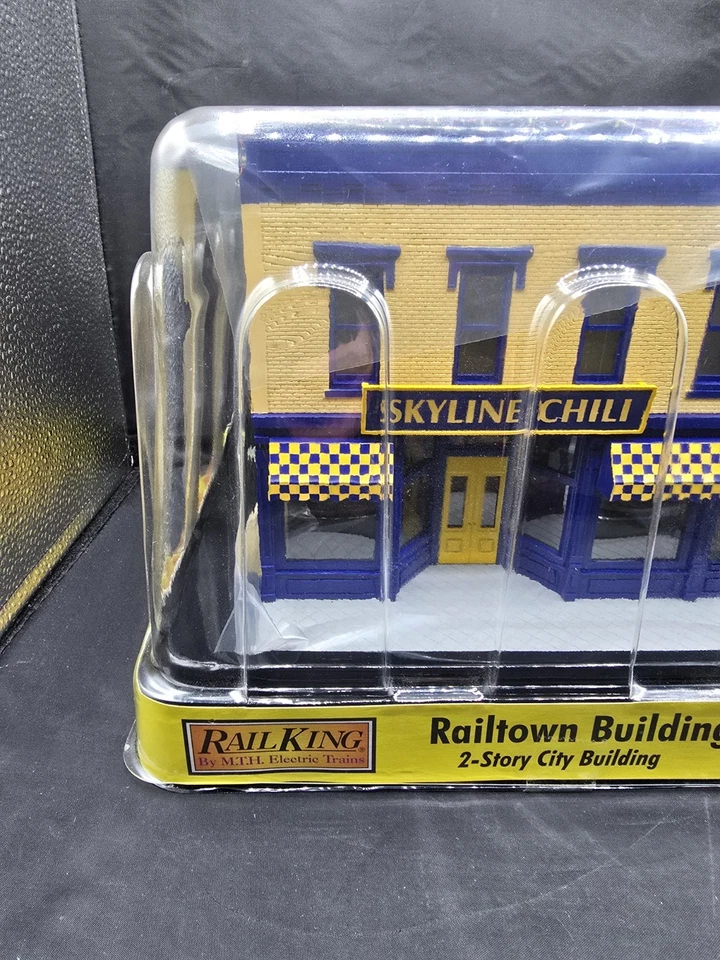 SKYLINE CHILI
RAILKING®
By M.T.H. Electric Trains
Railtown Building
2-Story City Building